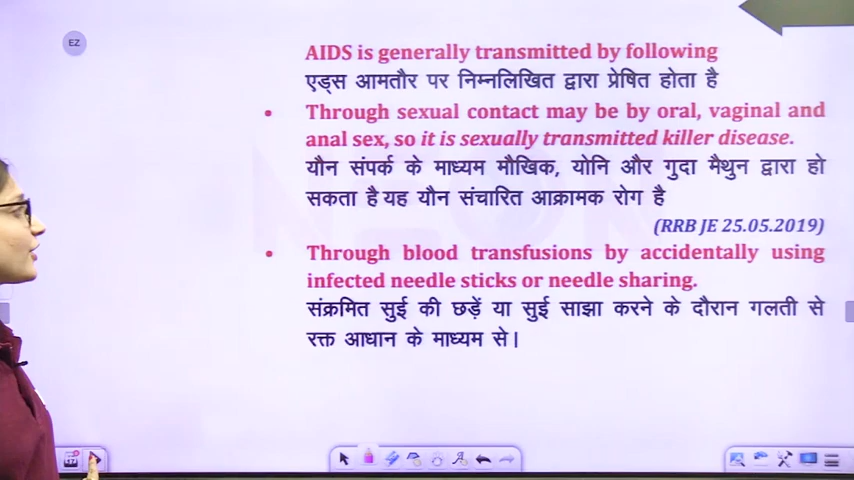 EZ
AIDS is generally transmitted by following
एड्स आमतौर पर निम्नलिखित द्वारा प्रेषित होता है
• Through sexual contact may be by oral, vaginal and
anal sex, so it is sexually transmitted killer disease.
यौन संपर्क के माध्यम मौखिक, योनि और गुदा मैथुन द्वारा हो
सकता है यह यौन संचारित आक्रामक रोग है
(RRB JE 25.05.2019)
• Through blood transfusions by accidentally using
infected needle sticks or needle sharing.
संक्रमित सुई की छड़ें या सुई साझा करने के दौरान गलती से
रक्त आधान के माध्यम से।